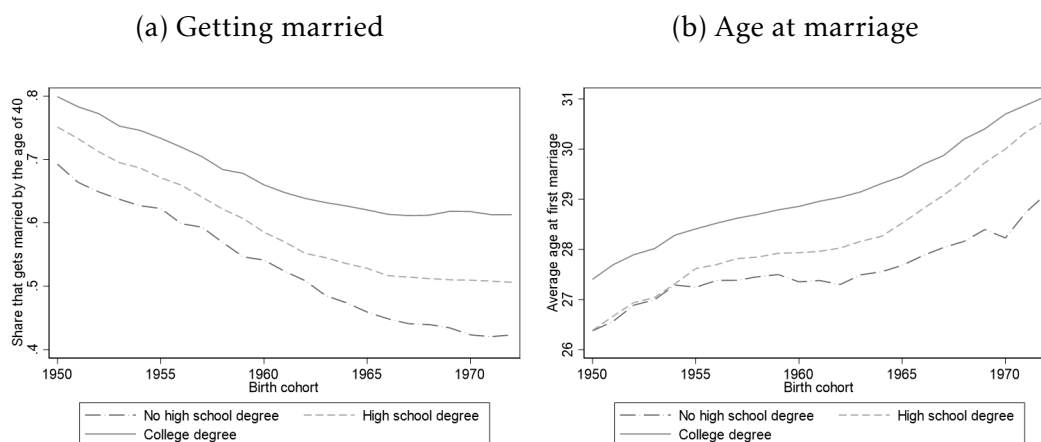 (a) Getting married
Share that gets married by the age of 40
.8
.7
.6
.5
.4
1950 1955 1960 1965 1970
Birth cohort
No high school degree High school degree
College degree
(b) Age at marriage
Average age at first marriage
31
30
29
28
27
26
1950 1955 1960 1965 1970
Birth cohort
No high school degree High school degree
College degree